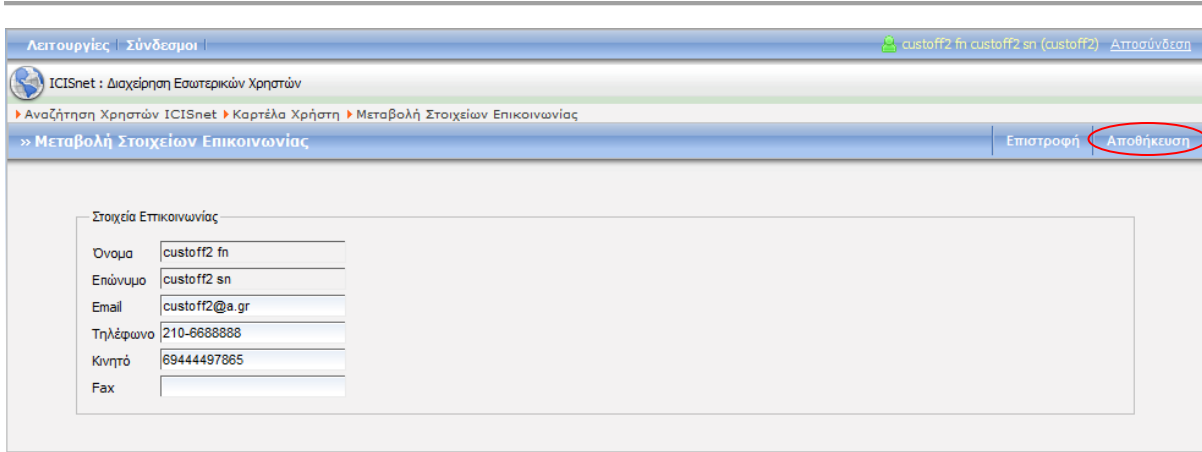 Λειτουργίες | Σύνδεσμοι | custoff2 fn custoff2 sn (custoff2) Αποσύνδεση
ICISnet : Διαχείρηση Εσωτερικών Χρηστών
Αναζήτηση Χρηστών ICISnet Καρτέλα Χρήστη Μεταβολή Στοιχείων Επικοινωνίας
» Μεταβολή Στοιχείων Επικοινωνίας Επιστροφή Αποθήκευση
Στοιχεία Επικοινωνίας
Όνομα custoff2 fn
Επώνυμο custoff2 sn
Email custoff2@a.gr
Τηλέφωνο 210-6688888
Κινητό 69444497865
Fax